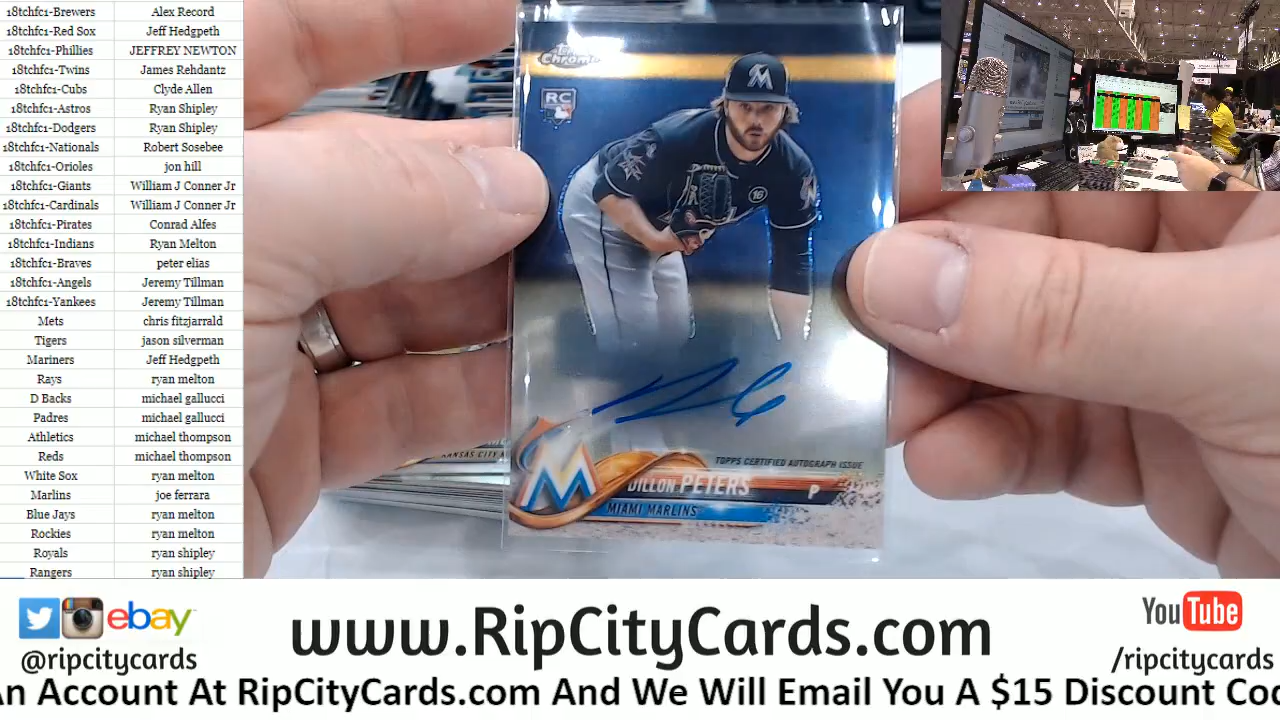 18tchfc1-Brewers Alex Record
18tchfc1-Red Sox Jeff Hedgpeth
18tchfc1-Phillies JEFFREY NEWTON
18tchfc1-Twins James Rehdantz
18tchfc1-Cubs Clyde Allen
18tchfc1-Astros Ryan Shipley
18tchfc1-Dodgers Ryan Shipley
18tchfc1-Nationals Robert Sosebee
18tchfc1-Orioles jon hill
18tchfc1-Giants William J Conner Jr
18tchfc1-Cardinals William J Conner Jr
18tchfc1-Pirates Conrad Alfes
18tchfc1-Indians Ryan Melton
18tchfc1-Braves peter elias
18tchfc1-Angels Jeremy Tillman
18tchfc1-Yankees Jeremy Tillman
Mets chris fitzjarrald
Tigers jason silverman
Mariners Jeff Hedgpeth
Rays ryan melton
D Backs michael gallucci
Padres michael gallucci
Athletics michael thompson
Reds michael thompson
White Sox ryan melton
Marlins joe ferrara
Blue Jays ryan melton
Rockies ryan melton
Royals ryan shipley
Rangers ryan shipley
Topps
Chrome
RC
M
16
KANSAS CITY
TOPPS CERTIFIED AUTOGRAPH ISSUE
M
DILLON PETERS P
MIAMI MARLINS
ebay
@ripcitycards
www.RipCityCards.com
YouTube
/ripcitycards
An Account At RipCityCards.com And We Will Email You A $15 Discount Cod